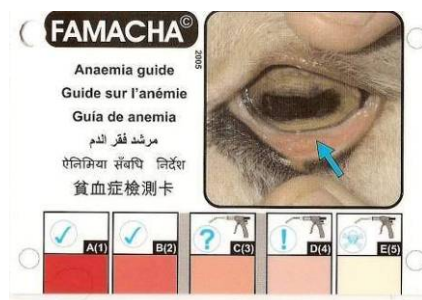 FAMACHA©
2005
Anaemia guide
Guide sur l'anémie
Guía de anemia
مرشد فقر الدم
ऐनिमिया सँबघि निर्देश
貧血症檢測卡
✓ ✓ ? !
A(1) B(2) C(3) D(4) E(5)